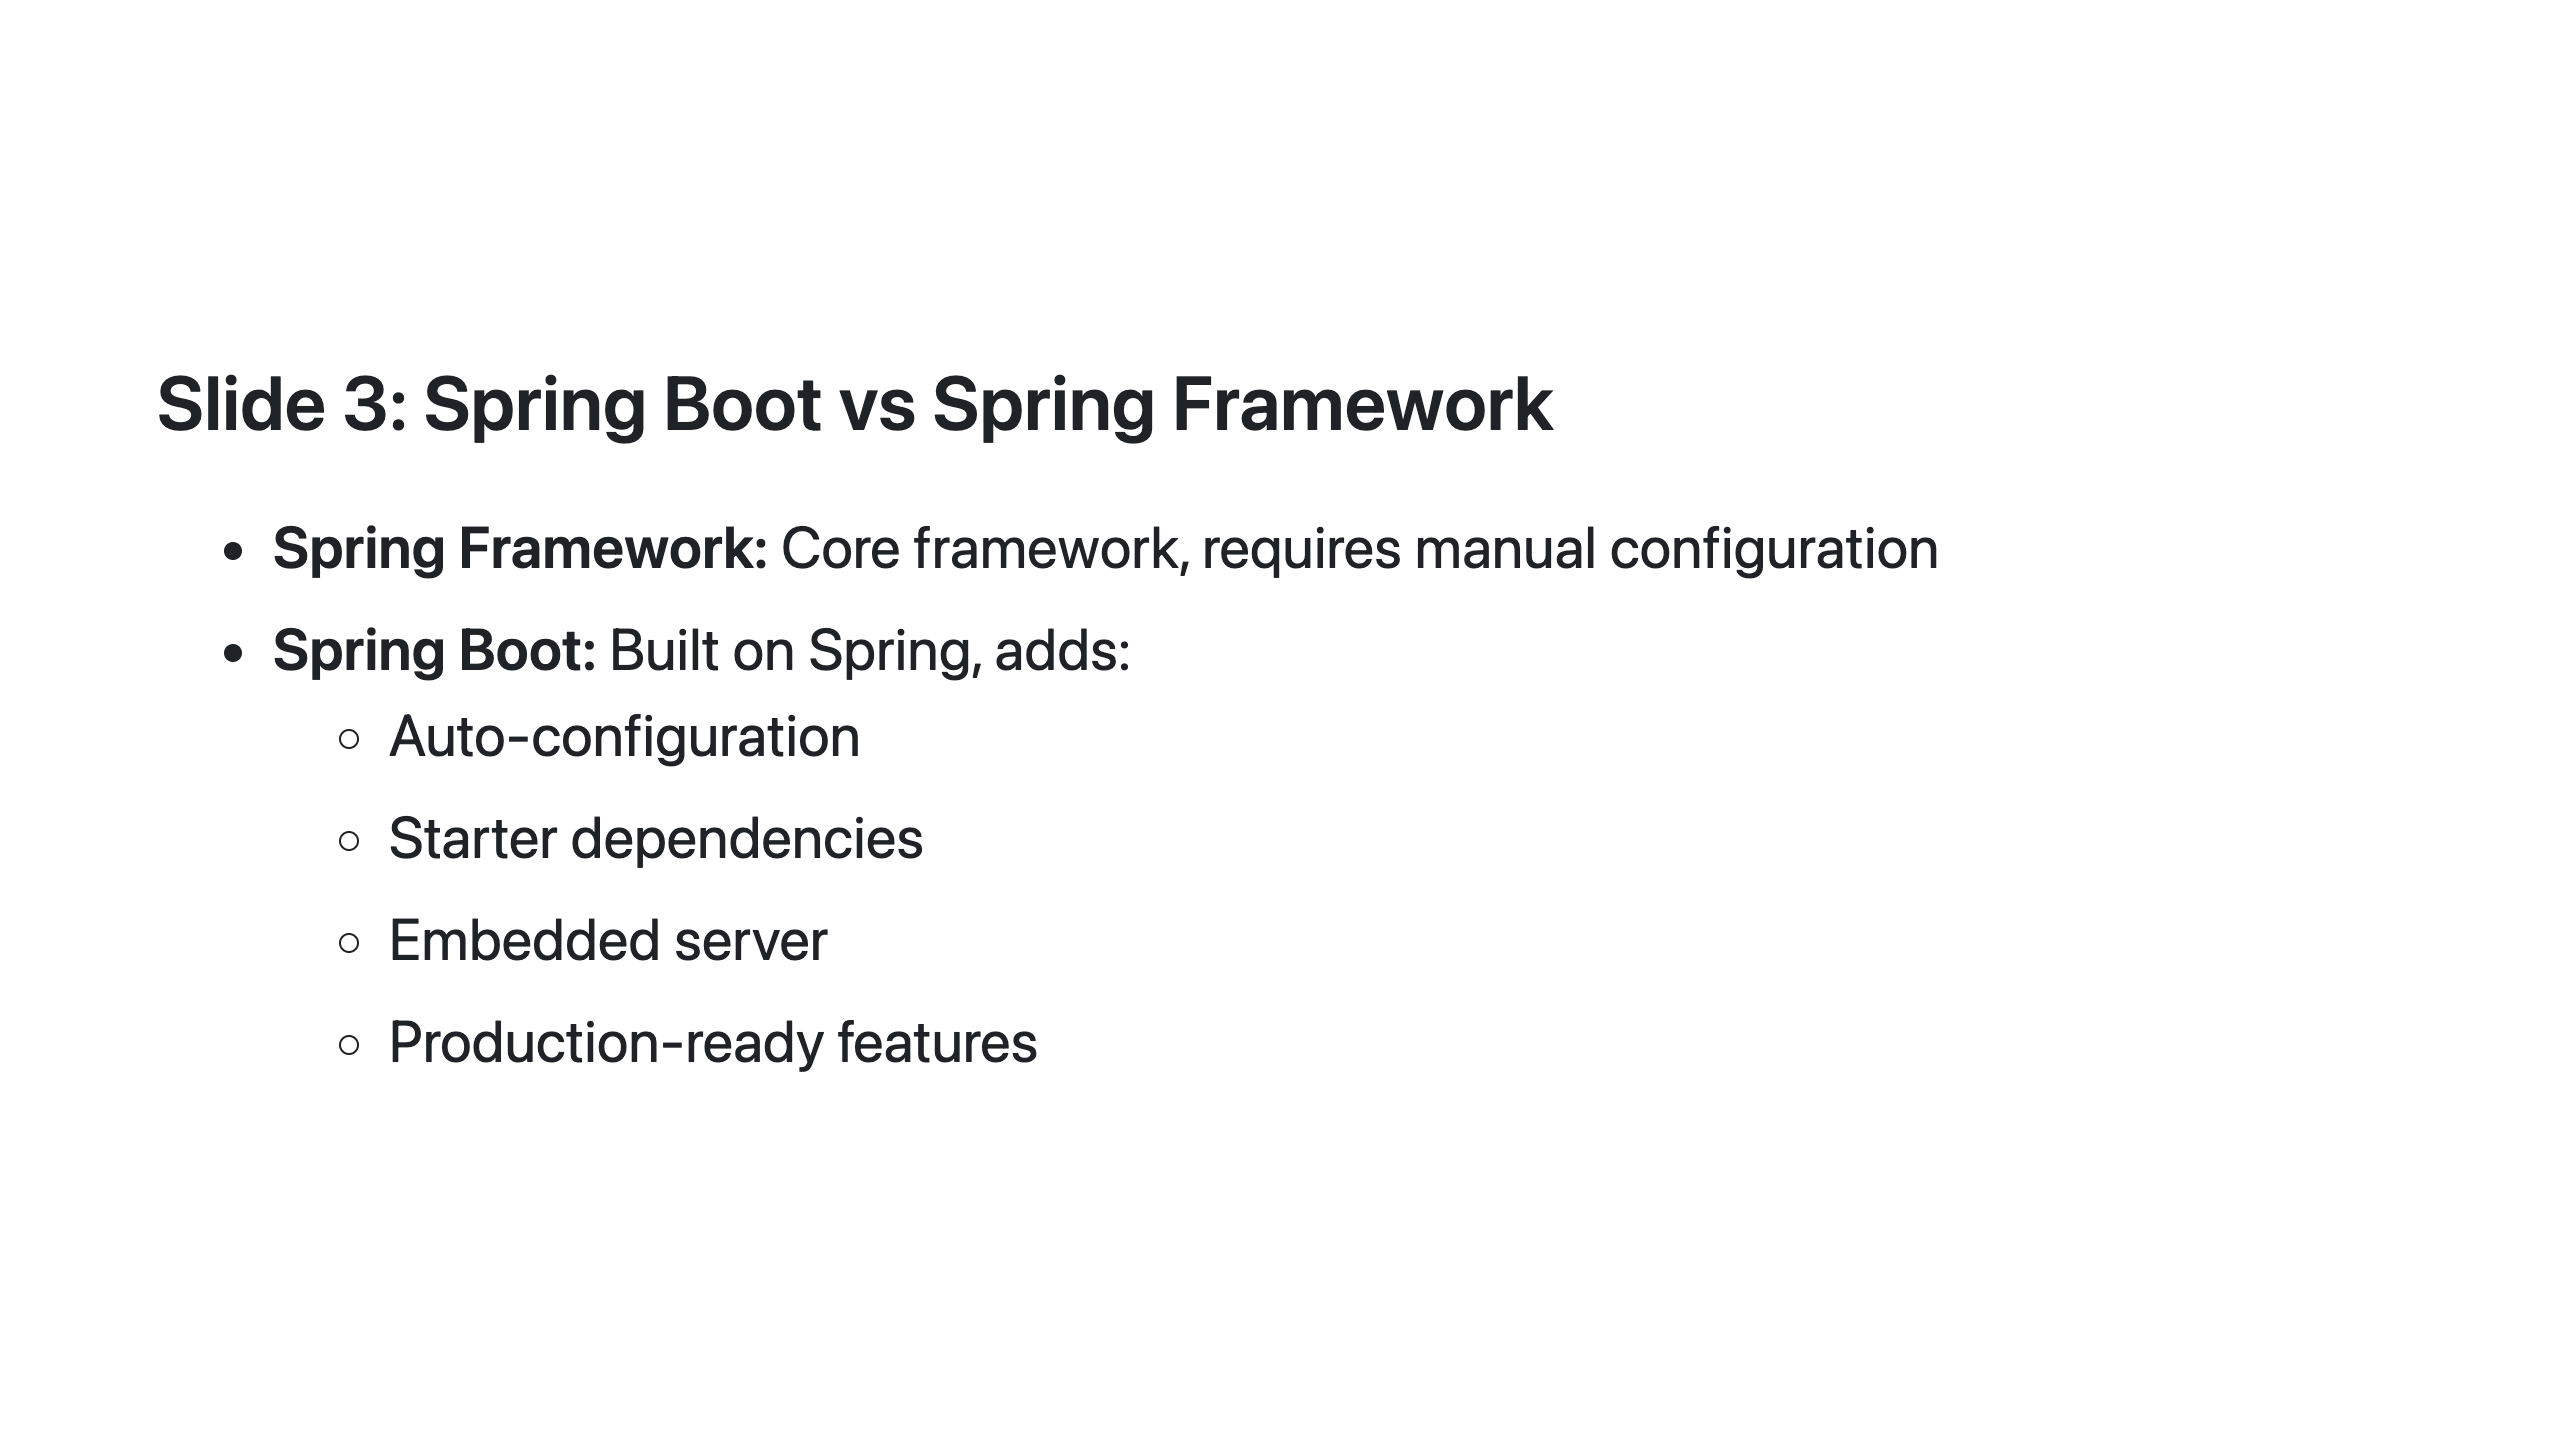 Slide 3: Spring Boot vs Spring Framework
• Spring Framework: Core framework, requires manual configuration
• Spring Boot: Built on Spring, adds:
◦ Auto-configuration
◦ Starter dependencies
◦ Embedded server
◦ Production-ready features